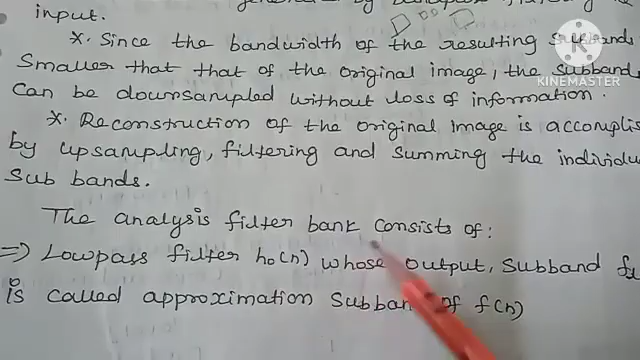 input.
*. Since the bandwidth of the resulting
Smaller that that of the original image, the subband
Can be downsampled without loss of information.
*. Reconstruction of the original image is
by upsampling, filtering and summing the
Sub bands.
The analysis filter bank consists of:
=> Lowpass filter h₀(n) whose output, subband
is called approximation Subband of f(n)
KINEMASTER